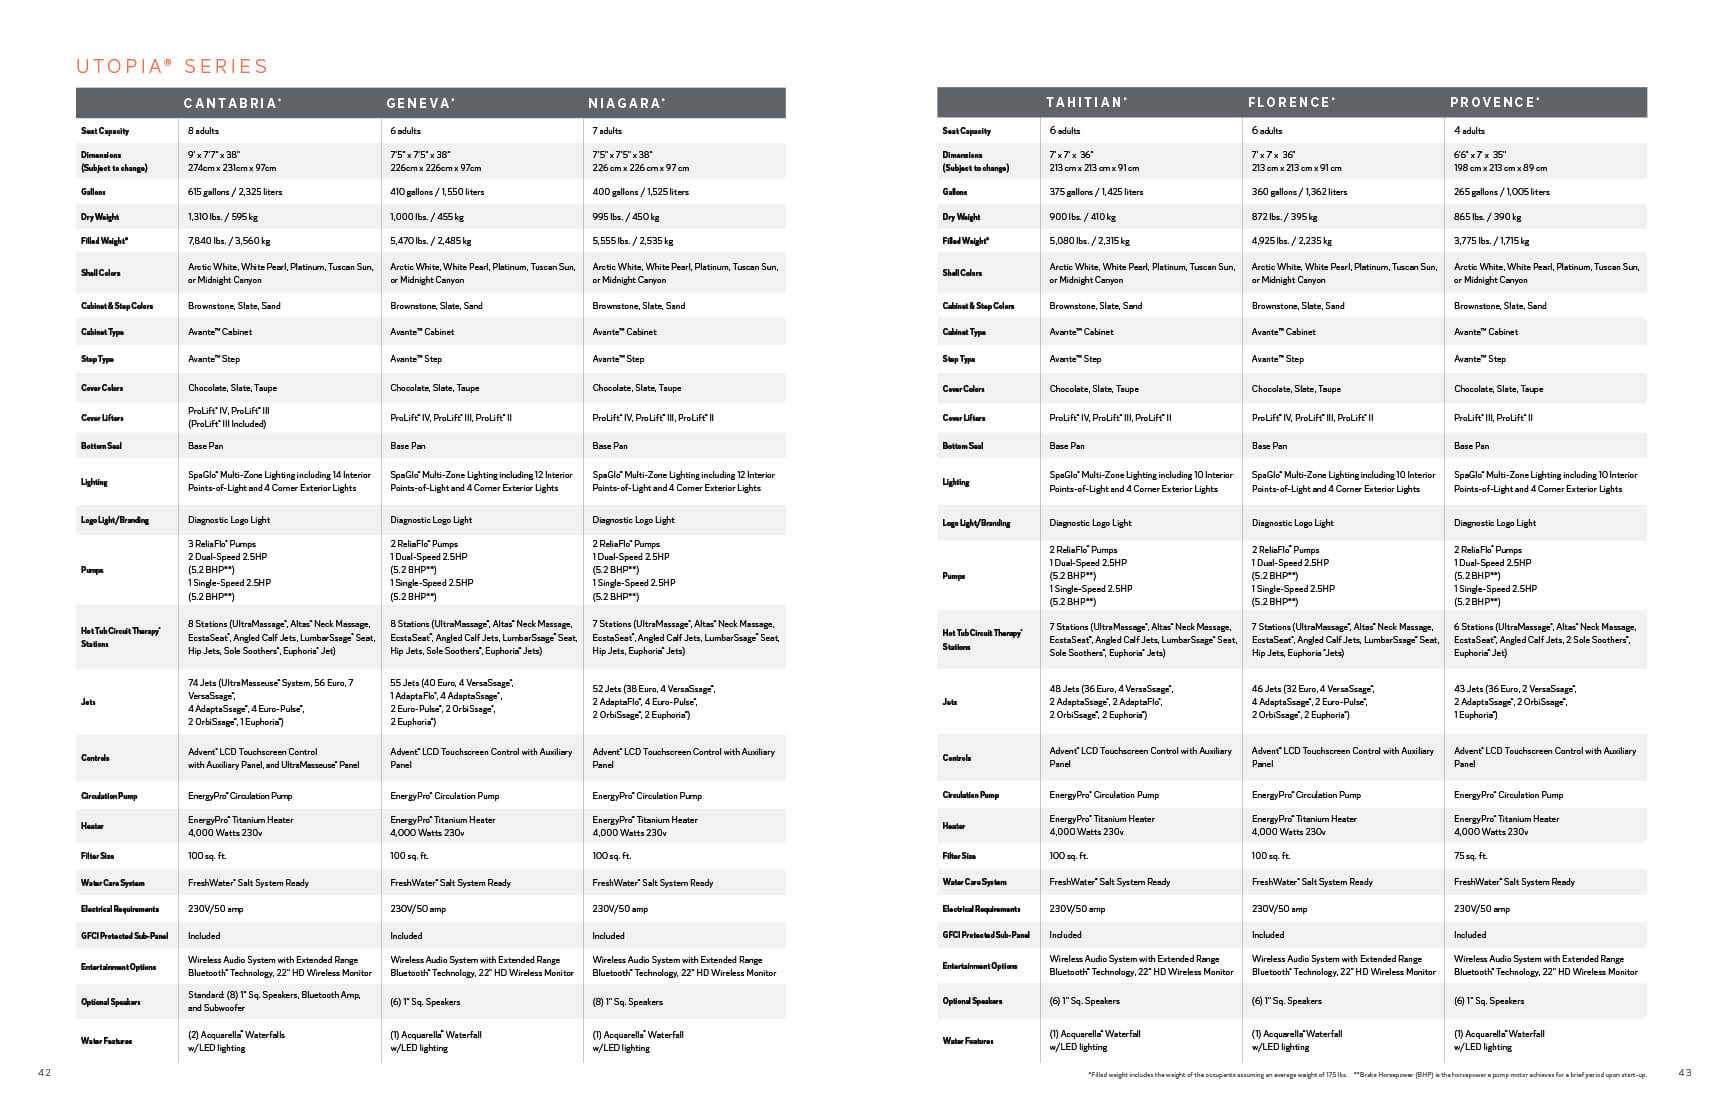 UTOPIA® SERIES
CANTABRIA® GENEVA® NIAGARA®
Seat Capacity 8 adults 6 adults 7 adults
Dimensions 9' x 7'7" x 38" 7'5" x 7'5" x 38" 7'5" x 7'5" x 38"
(Subject to change) 274cm x 231cm x 97cm 226cm x 226cm x 97cm 226 cm x 226 cm x 97 cm
Gallons 615 gallons / 2,325 liters 410 gallons / 1,550 liters 400 gallons / 1,525 liters
Dry Weight 1,310 lbs. / 595 kg 1,000 lbs. / 455 kg 995 lbs. / 450 kg
Filled Weight* 7,840 lbs. / 3,560 kg 5,470 lbs. / 2,485 kg 5,555 lbs. / 2,535 kg
Shell Colors Arctic White, White Pearl, Platinum, Tuscan Sun, Arctic White, White Pearl, Platinum, Tuscan Sun, Arctic White, White Pearl, Platinum, Tuscan Sun,
or Midnight Canyon or Midnight Canyon or Midnight Canyon
Cabinet & Step Colors Brownstone, Slate, Sand Brownstone, Slate, Sand Brownstone, Slate, Sand
Cabinet Type Avante™ Cabinet Avante™ Cabinet Avante™ Cabinet
Step Type Avante™ Step Avante™ Step Avante™ Step
Cover Colors Chocolate, Slate, Taupe Chocolate, Slate, Taupe Chocolate, Slate, Taupe
Cover Lifters ProLift® IV, ProLift® III ProLift® IV, ProLift® III, ProLift® II ProLift® IV, ProLift® III, ProLift® II
(ProLift® III Included)
Bottom Seal Base Pan Base Pan Base Pan
Lighting SpaGlo® Multi-Zone Lighting including 14 Interior SpaGlo® Multi-Zone Lighting including 12 Interior SpaGlo® Multi-Zone Lighting including 12 Interior
Points-of-Light and 4 Corner Exterior Lights Points-of-Light and 4 Corner Exterior Lights Points-of-Light and 4 Corner Exterior Lights
Logo Light/Branding Diagnostic Logo Light Diagnostic Logo Light Diagnostic Logo Light
3 ReliaFlo® Pumps 2 ReliaFlo® Pumps 2 ReliaFlo® Pumps
2 Dual-Speed 2.5HP 1 Dual-Speed 2.5HP 1 Dual-Speed 2.5HP
Pumps (5.2 BHP**) (5.2 BHP**) (5.2 BHP**)
1 Single-Speed 2.5HP 1 Single-Speed 2.5HP 1 Single-Speed 2.5HP
(5.2 BHP**) (5.2 BHP**) (5.2 BHP**)
Hot Tub Circuit Therapy® 8 Stations (UltraMassage®, Altas® Neck Massage, 8 Stations (UltraMassage®, Altas® Neck Massage, 7 Stations (UltraMassage®, Altas® Neck Massage,
Stations EcstaSeat®, Angled Calf Jets, LumbarSsage® Seat, EcstaSeat®, Angled Calf Jets, LumbarSsage® Seat, EcstaSeat®, Angled Calf Jets, LumbarSsage® Seat,
Hip Jets, Sole Soothers®, Euphoria® Jet) Hip Jets, Sole Soothers®, Euphoria® Jets) Hip Jets, Euphoria® Jets)
Jets 74 Jets (UltraMasseuse® System, 56 Euro, 7 55 Jets (40 Euro, 4 VersaSsage®, 52 Jets (38 Euro, 4 VersaSsage®,
VersaSsage®, 1 AdaptaFlo®, 4 AdaptaSsage®, 2 AdaptaFlo®, 4 Euro-Pulse®,
4 AdaptaSsage®, 4 Euro-Pulse®, 2 Euro-Pulse®, 2 OrbiSsage®, 2 OrbiSsage®, 2 Euphoria®)
2 OrbiSsage®, 1 Euphoria®) 2 Euphoria®)
Controls Advent® LCD Touchscreen Control Advent® LCD Touchscreen Control with Auxiliary Advent® LCD Touchscreen Control with Auxiliary
with Auxiliary Panel, and UltraMasseuse® Panel Panel Panel
Circulation Pump EnergyPro® Circulation Pump EnergyPro® Circulation Pump EnergyPro® Circulation Pump
Heater EnergyPro® Titanium Heater EnergyPro® Titanium Heater EnergyPro® Titanium Heater
4,000 Watts 230v 4,000 Watts 230v 4,000 Watts 230v
Filter Size 100 sq. ft. 100 sq. ft. 100 sq. ft.
Water Care System FreshWater® Salt System Ready FreshWater® Salt System Ready FreshWater® Salt System Ready
Electrical Requirements 230V/50 amp 230V/50 amp 230V/50 amp
GFCI Protected Sub-Panel Included Included Included
Entertainment Options Wireless Audio System with Extended Range Wireless Audio System with Extended Range Wireless Audio System with Extended Range
Bluetooth® Technology, 22" HD Wireless Monitor Bluetooth® Technology, 22" HD Wireless Monitor Bluetooth® Technology, 22" HD Wireless Monitor
Optional Speakers Standard: (8) 1" Sq. Speakers, Bluetooth Amp, (6) 1" Sq. Speakers (8) 1" Sq. Speakers
and Subwoofer
Water Features (2) Acquarella® Waterfalls (1) Acquarella® Waterfall (1) Acquarella® Waterfall
w/LED lighting w/LED lighting w/LED lighting
42
TAHITIAN® FLORENCE® PROVENCE®
Seat Capacity 6 adults 6 adults 4 adults
Dimensions 7' x 7' x 36" 7' x 7' x 36" 6'6" x 7' x 35"
(Subject to change) 213 cm x 213 cm x 91 cm 213 cm x 213 cm x 91 cm 198 cm x 213 cm x 89 cm
Gallons 375 gallons / 1,425 liters 360 gallons / 1,362 liters 265 gallons / 1,005 liters
Dry Weight 900 lbs. / 410 kg 872 lbs. / 395 kg 865 lbs. / 390 kg
Filled Weight* 5,080 lbs. / 2,315 kg 4,925 lbs. / 2,235 kg 3,775 lbs. / 1,715 kg
Shell Colors Arctic White, White Pearl, Platinum, Tuscan Sun, Arctic White, White Pearl, Platinum, Tuscan Sun, Arctic White, White Pearl, Platinum, Tuscan Sun,
or Midnight Canyon or Midnight Canyon or Midnight Canyon
Cabinet & Step Colors Brownstone, Slate, Sand Brownstone, Slate, Sand Brownstone, Slate, Sand
Cabinet Type Avante™ Cabinet Avante™ Cabinet Avante™ Cabinet
Step Type Avante™ Step Avante™ Step Avante™ Step
Cover Colors Chocolate, Slate, Taupe Chocolate, Slate, Taupe Chocolate, Slate, Taupe
Cover Lifters ProLift® IV, ProLift® III, ProLift® II ProLift® IV, ProLift® III, ProLift® II ProLift® III, ProLift® II
Bottom Seal Base Pan Base Pan Base Pan
Lighting SpaGlo® Multi-Zone Lighting including 10 Interior SpaGlo® Multi-Zone Lighting including 10 Interior SpaGlo® Multi-Zone Lighting including 10 Interior
Points-of-Light and 4 Corner Exterior Lights Points-of-Light and 4 Corner Exterior Lights Points-of-Light and 4 Corner Exterior Lights
Logo Light/Branding Diagnostic Logo Light Diagnostic Logo Light Diagnostic Logo Light
2 ReliaFlo® Pumps 2 ReliaFlo® Pumps 2 ReliaFlo® Pumps
1 Dual-Speed 2.5HP 1 Dual-Speed 2.5HP 1 Dual-Speed 2.5HP
Pumps (5.2 BHP**) (5.2 BHP**) (5.2 BHP**)
1 Single-Speed 2.5HP 1 Single-Speed 2.5HP 1 Single-Speed 2.5HP
(5.2 BHP**) (5.2 BHP**) (5.2 BHP**)
Hot Tub Circuit Therapy® 7 Stations (UltraMassage®, Altas® Neck Massage, 7 Stations (UltraMassage®, Altas® Neck Massage, 6 Stations (UltraMassage®, Altas® Neck Massage,
Stations EcstaSeat®, Angled Calf Jets, LumbarSsage® Seat, EcstaSeat®, Angled Calf Jets, LumbarSsage® Seat, EcstaSeat®, Angled Calf Jets, 2 Sole Soothers®,
Sole Soothers®, Euphoria® Jets) Hip Jets, Euphoria ®Jets) Euphoria® Jet)
Jets 48 Jets (36 Euro, 4 VersaSsage®, 46 Jets (32 Euro, 4 VersaSsage®, 43 Jets (36 Euro, 2 VersaSsage®,
2 AdaptaSsage®, 2 AdaptaFlo®, 4 AdaptaSsage®, 2 Euro-Pulse®, 2 AdaptaSsage®, 2 OrbiSsage®,
2 OrbiSsage®, 2 Euphoria®) 2 OrbiSsage®, 2 Euphoria®) 1 Euphoria®)
Controls Advent® LCD Touchscreen Control with Auxiliary Advent® LCD Touchscreen Control with Auxiliary Advent® LCD Touchscreen Control with Auxiliary
Panel Panel Panel
Circulation Pump EnergyPro® Circulation Pump EnergyPro® Circulation Pump EnergyPro® Circulation Pump
Heater EnergyPro® Titanium Heater EnergyPro® Titanium Heater EnergyPro® Titanium Heater
4,000 Watts 230v 4,000 Watts 230v 4,000 Watts 230v
Filter Size 100 sq. ft. 100 sq. ft. 75 sq. ft.
Water Care System FreshWater® Salt System Ready FreshWater® Salt System Ready FreshWater® Salt System Ready
Electrical Requirements 230V/50 amp 230V/50 amp 230V/50 amp
GFCI Protected Sub-Panel Included Included Included
Entertainment Options Wireless Audio System with Extended Range Wireless Audio System with Extended Range Wireless Audio System with Extended Range
Bluetooth® Technology, 22" HD Wireless Monitor Bluetooth® Technology, 22" HD Wireless Monitor Bluetooth® Technology, 22" HD Wireless Monitor
Optional Speakers (6) 1" Sq. Speakers (6) 1" Sq. Speakers (6) 1" Sq. Speakers
Water Features (1) Acquarella® Waterfall (1) Acquarella® Waterfall (1) Acquarella® Waterfall
w/LED lighting w/LED lighting w/LED lighting
*Filled weight includes the weight of the occupants assuming an average weight of 175 lbs. **Brake Horsepower (BHP) is the horsepower a pump motor achieves for a brief period upon start-up.
43